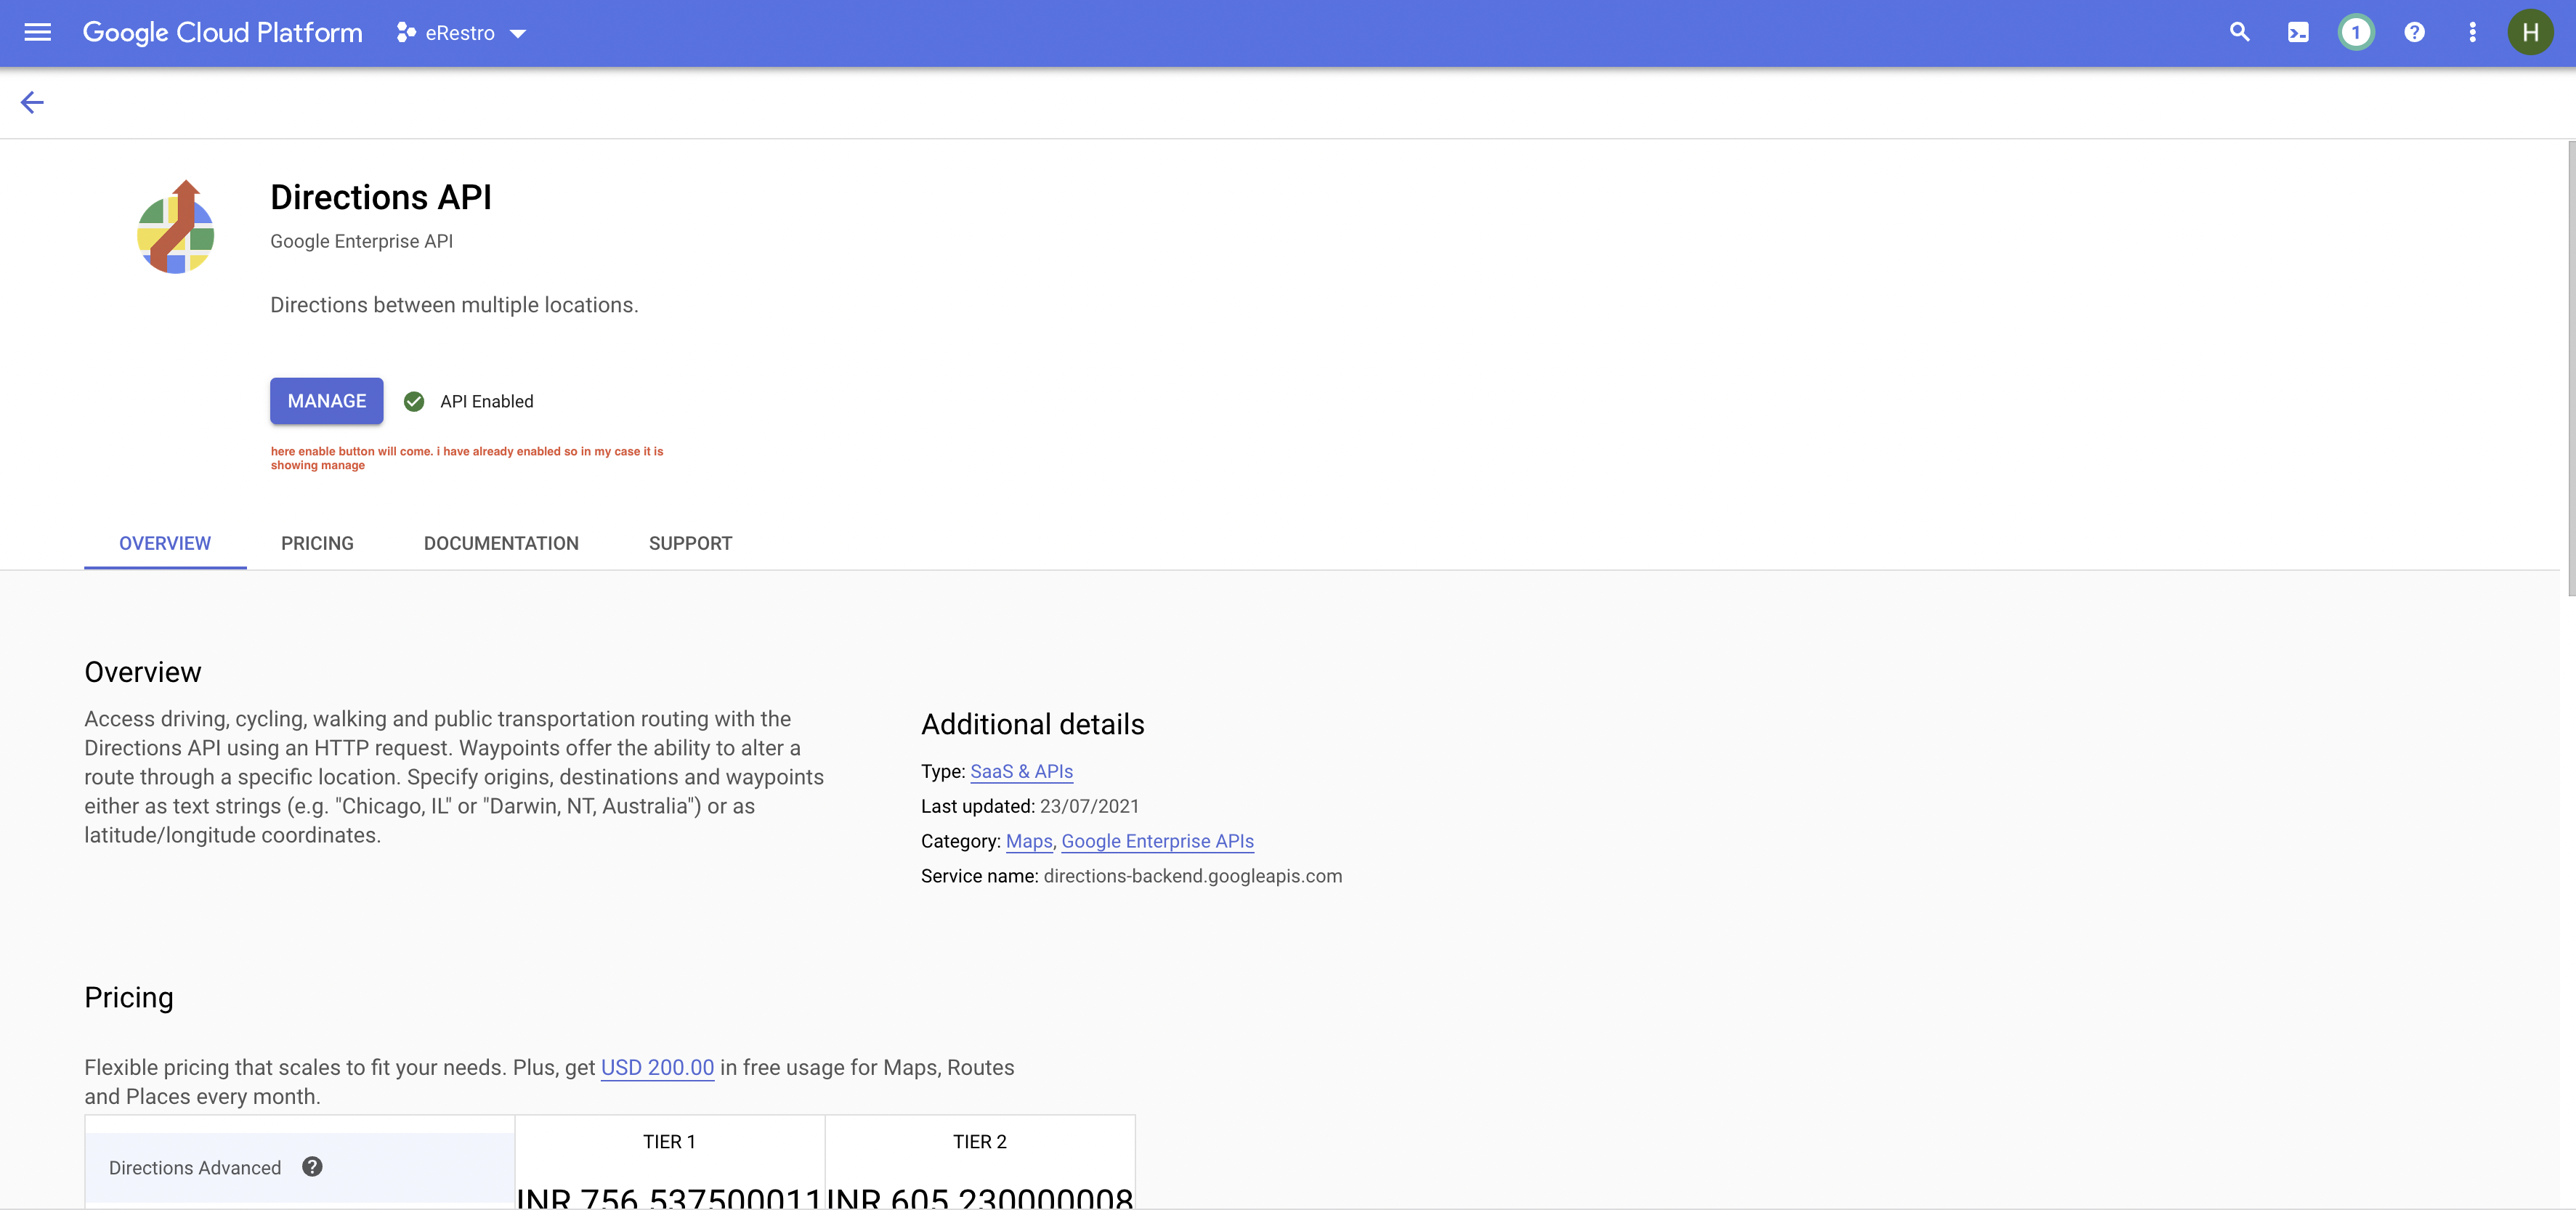 Google Cloud Platform eRestro 1 H
Directions API
Google Enterprise API
Directions between multiple locations.
MANAGE API Enabled
here enable button will come. i have already enabled so in my case it is
showing manage
OVERVIEW PRICING DOCUMENTATION SUPPORT
Overview
Access driving, cycling, walking and public transportation routing with the
Directions API using an HTTP request. Waypoints offer the ability to alter a
route through a specific location. Specify origins, destinations and waypoints
either as text strings (e.g. "Chicago, IL" or "Darwin, NT, Australia") or as
latitude/longitude coordinates.
Additional details
Type: SaaS & APIs
Last updated: 23/07/2021
Category: Maps, Google Enterprise APIs
Service name: directions-backend.googleapis.com
Pricing
Flexible pricing that scales to fit your needs. Plus, get USD 200.00 in free usage for Maps, Routes
and Places every month.
TIER 1 TIER 2
Directions Advanced
INR 756.537500011 INR 605.230000008